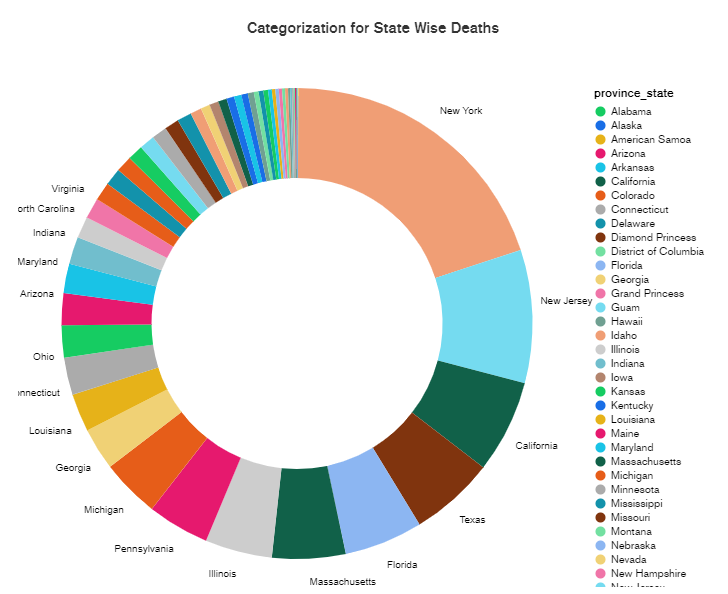 Categorization for State Wise Deaths
New York
New Jersey
California
Texas
Florida
Massachusetts
Illinois
Pennsylvania
Michigan
Georgia
Louisiana
nnecticut
Ohio
Arizona
Maryland
Indiana
orth Carolina
Virginia
province_state
Alabama
Alaska
American Samoa
Arizona
Arkansas
California
Colorado
Connecticut
Delaware
Diamond Princess
District of Columbia
Florida
Georgia
Grand Princess
Guam
Hawaii
Idaho
Illinois
Indiana
Iowa
Kansas
Kentucky
Louisiana
Maine
Maryland
Massachusetts
Michigan
Minnesota
Mississippi
Missouri
Montana
Nebraska
Nevada
New Hampshire
New Jersey